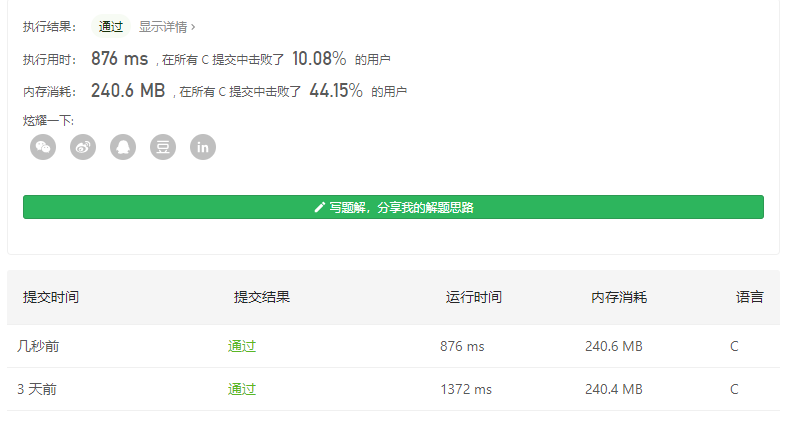 执行结果： 通过 显示详情 ›
执行用时： 876 ms , 在所有 C 提交中击败了 10.08% 的用户
内存消耗： 240.6 MB , 在所有 C 提交中击败了 44.15% 的用户
炫耀一下:
豆 in
写题解，分享我的解题思路
提交时间 提交结果 运行时间 内存消耗 语言
几秒前 通过 876 ms 240.6 MB C
3 天前 通过 1372 ms 240.4 MB C